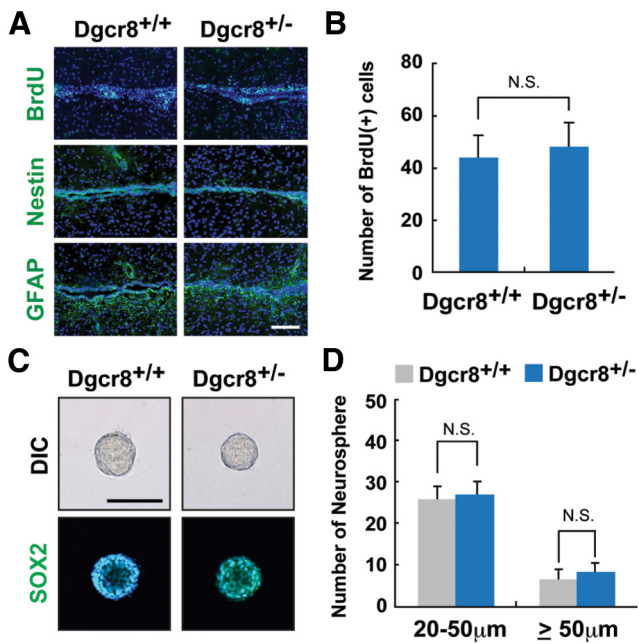 A
Dgcr8+/+ Dgcr8+/-
BrdU
Nestin
GFAP
B
Number of BrdU(+) cells
80
60
40
20
0
N.S.
Dgcr8+/+ Dgcr8+/-
C
Dgcr8+/+ Dgcr8+/-
DIC
SOX2
D
Dgcr8+/+ Dgcr8+/-
Number of Neurosphere
50
40
30
20
10
0
N.S.
N.S.
20-50μm ≥ 50μm